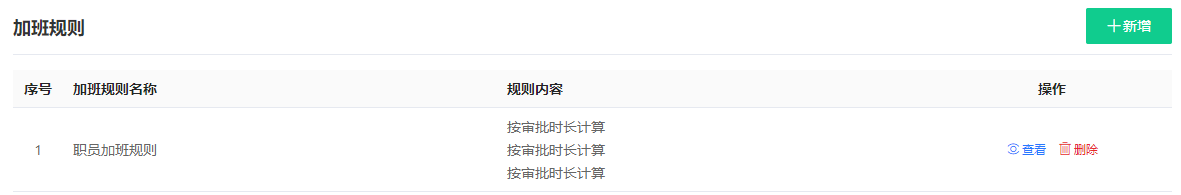 加班规则
十新增
序号 加班规则名称 规则内容 操作
按审批时长计算
1 职员加班规则 按审批时长计算 查看 删除
按审批时长计算